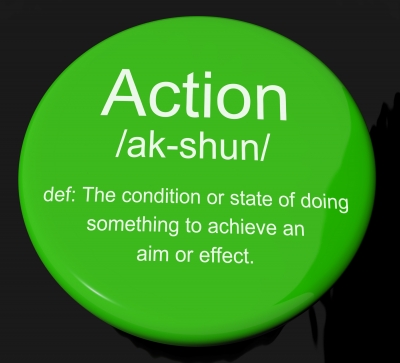 Action
/ak-shun/
def: The condition or state of doing
something to achieve an
aim or effect.